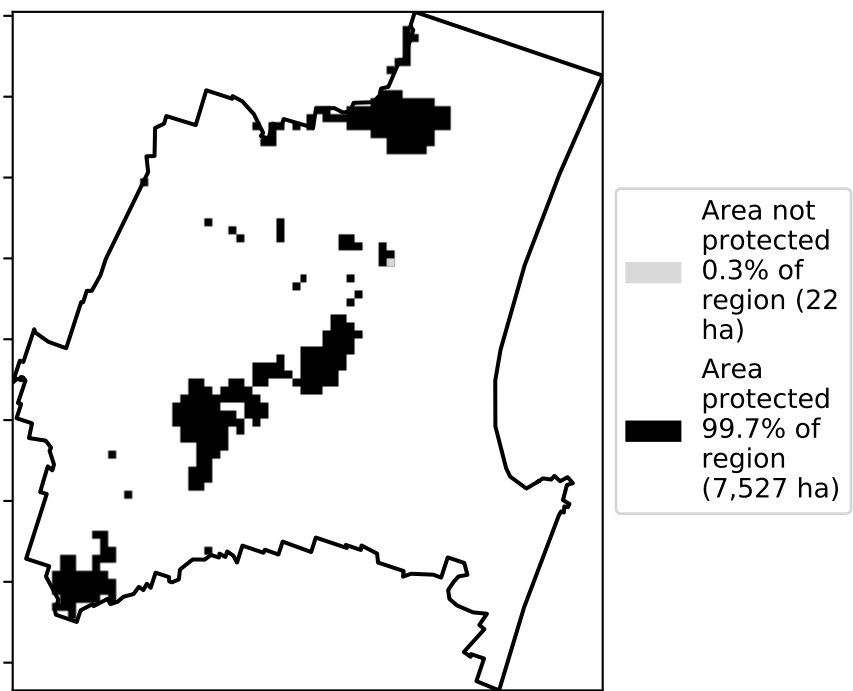 Area not
protected
0.3% of
region (22
ha)
Area
protected
99.7% of
region
(7,527 ha)